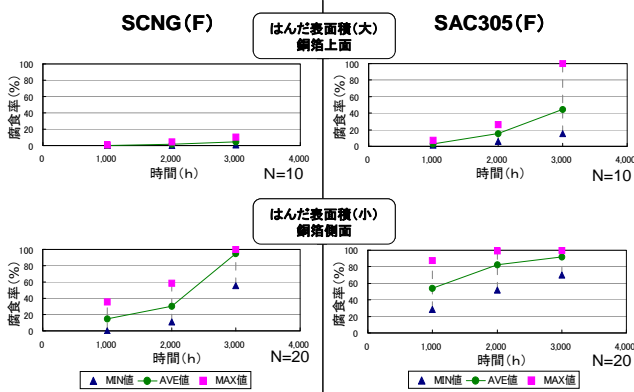 SCNG(F)
はんだ表面積(大)
銅箔上面
SAC305(F)
腐食率(%)
100
80
60
40
20
0
0
1,000
2,000
3,000
4,000
時間(h)
N=10
腐食率(%)
100
80
60
40
20
0
0
1,000
2,000
3,000
4,000
時間(h)
N=10
はんだ表面積(小)
銅箔側面
腐食率(%)
100
80
60
40
20
0
0
1,000
2,000
3,000
4,000
時間(h)
N=20
腐食率(%)
100
80
60
40
20
0
0
1,000
2,000
3,000
4,000
時間(h)
N=20
MIN値 AVE値 MAX値
MIN値 AVE値 MAX値